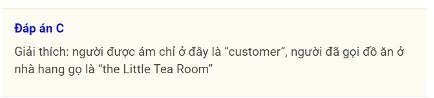 Đáp án C
Giải thích: người được ám chỉ ở đây là "customer”, người đã gọi đồ ăn ở
nhà hang gọ là "the Little Tea Room”